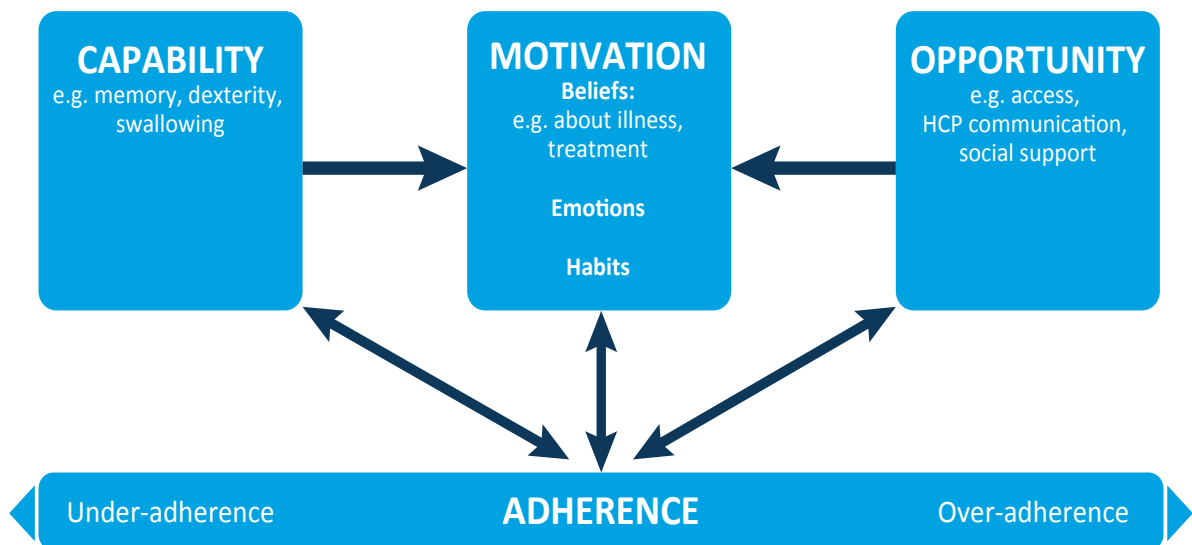 CAPABILITY
e.g. memory, dexterity,
swallowing
MOTIVATION
Beliefs:
e.g. about illness,
treatment
Emotions
Habits
OPPORTUNITY
e.g. access,
HCP communication,
social support
Under-adherence
ADHERENCE
Over-adherence